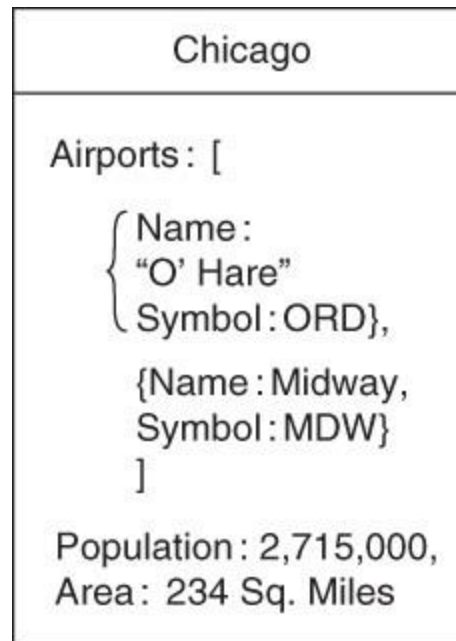 Chicago
Airports: [
{Name:
“O’ Hare”
Symbol:ORD},
{Name:Midway,
Symbol:MDW}
]
Population: 2,715,000,
Area: 234 Sq. Miles